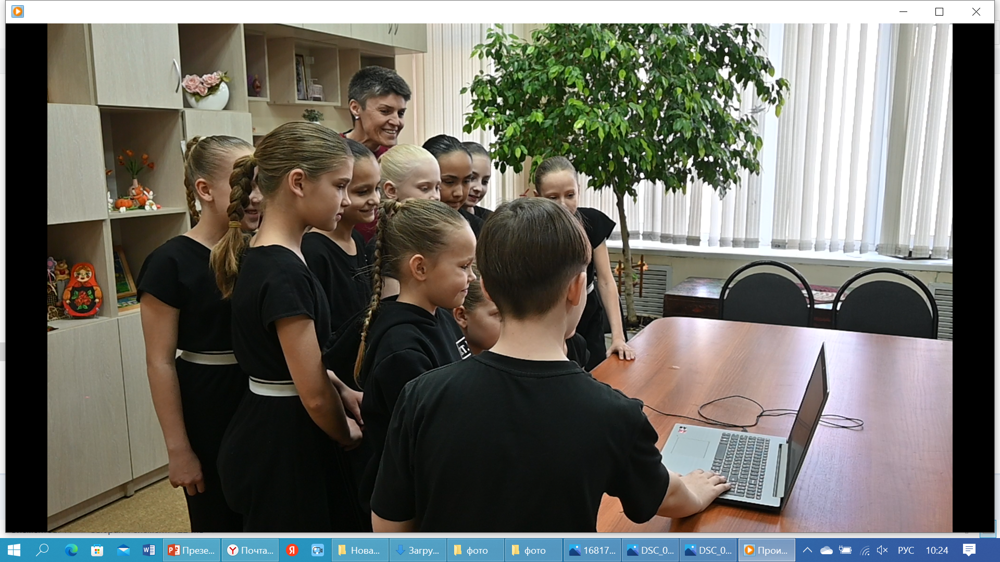 Презе...
Почта...
Нова...
Загру...
фото
фото
16817...
DSC_0...
DSC_0...
Прои...
РУС
10:24